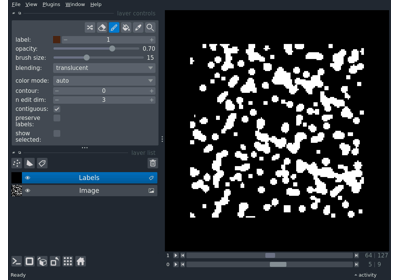 File View Plugins Window Help
layer controls
label: 1
opacity: 0.70
brush size: 15
blending: translucent
color mode: auto
contour: 0
n edit dim: 3
contiguous:
preserve
labels:
show
selected:
layer list
Labels
Image
1 64 127
0 5 9
Ready activity